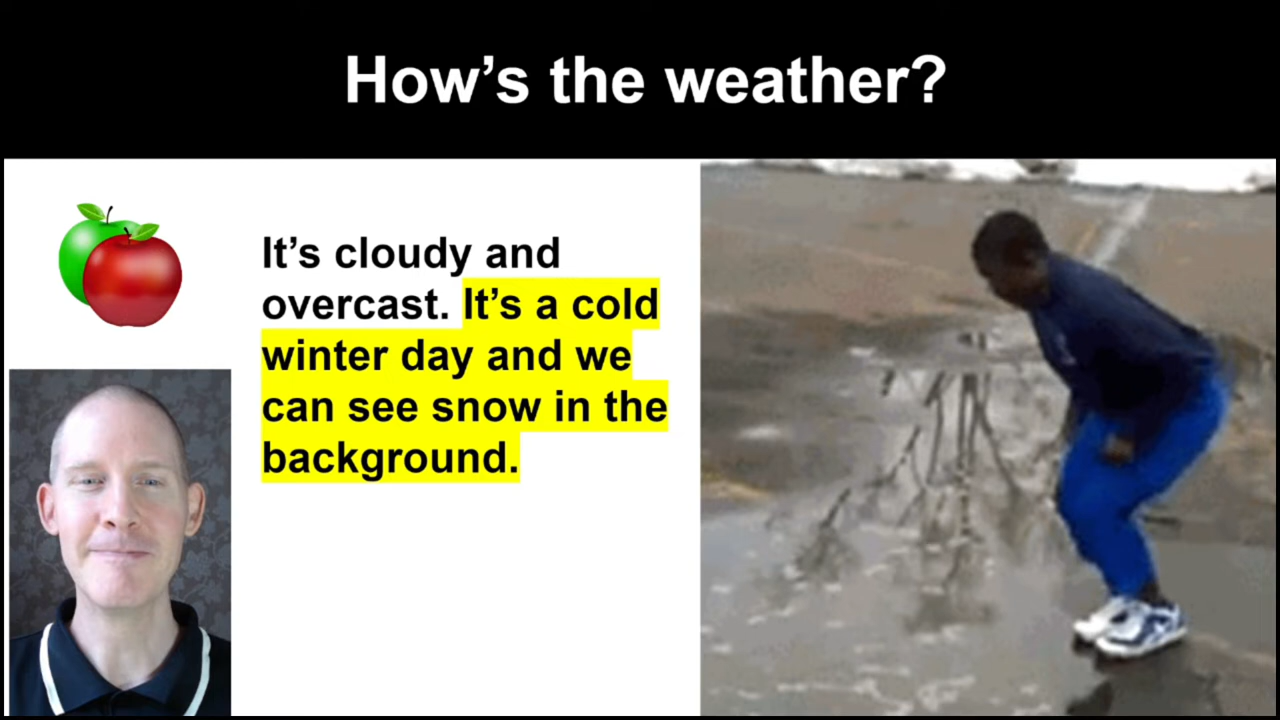 How’s the weather?
It’s cloudy and
overcast. It’s a cold
winter day and we
can see snow in the
background.